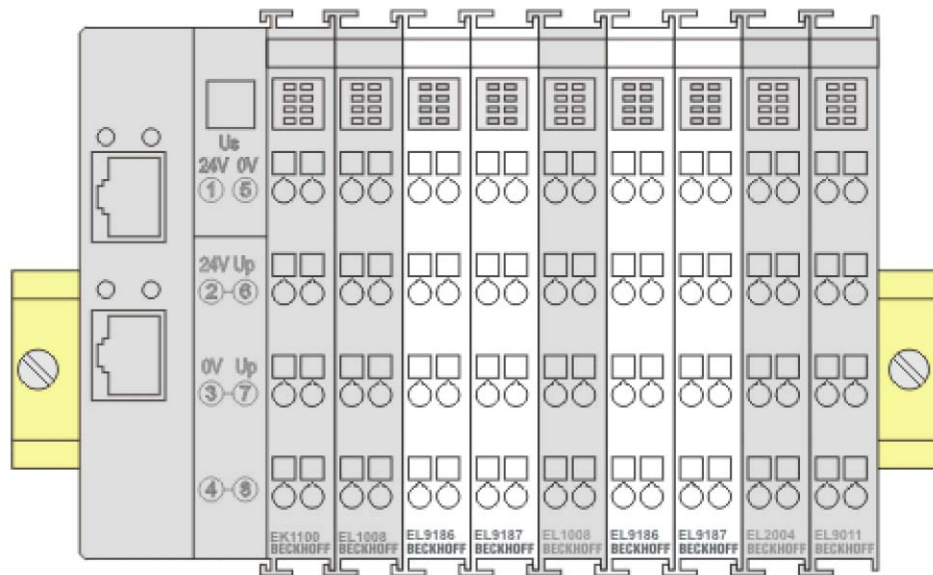 Us
24V 0V
1 5
24V Up
2 6
0V Up
3 7
4 8
EK1100 EL1008 EL9186 EL9187 EL1008 EL9186 EL9187 EL2004 EL9011
BECKHOFF BECKHOFF BECKHOFF BECKHOFF BECKHOFF BECKHOFF BECKHOFF BECKHOFF BECKHOFF